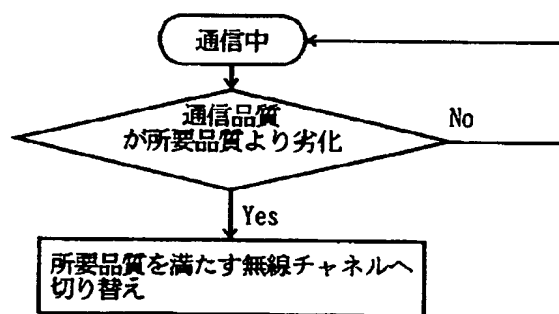 通信中
通信品質
が所要品質より劣化
No
Yes
所要品質を満たす無線チャネルへ
切り替え